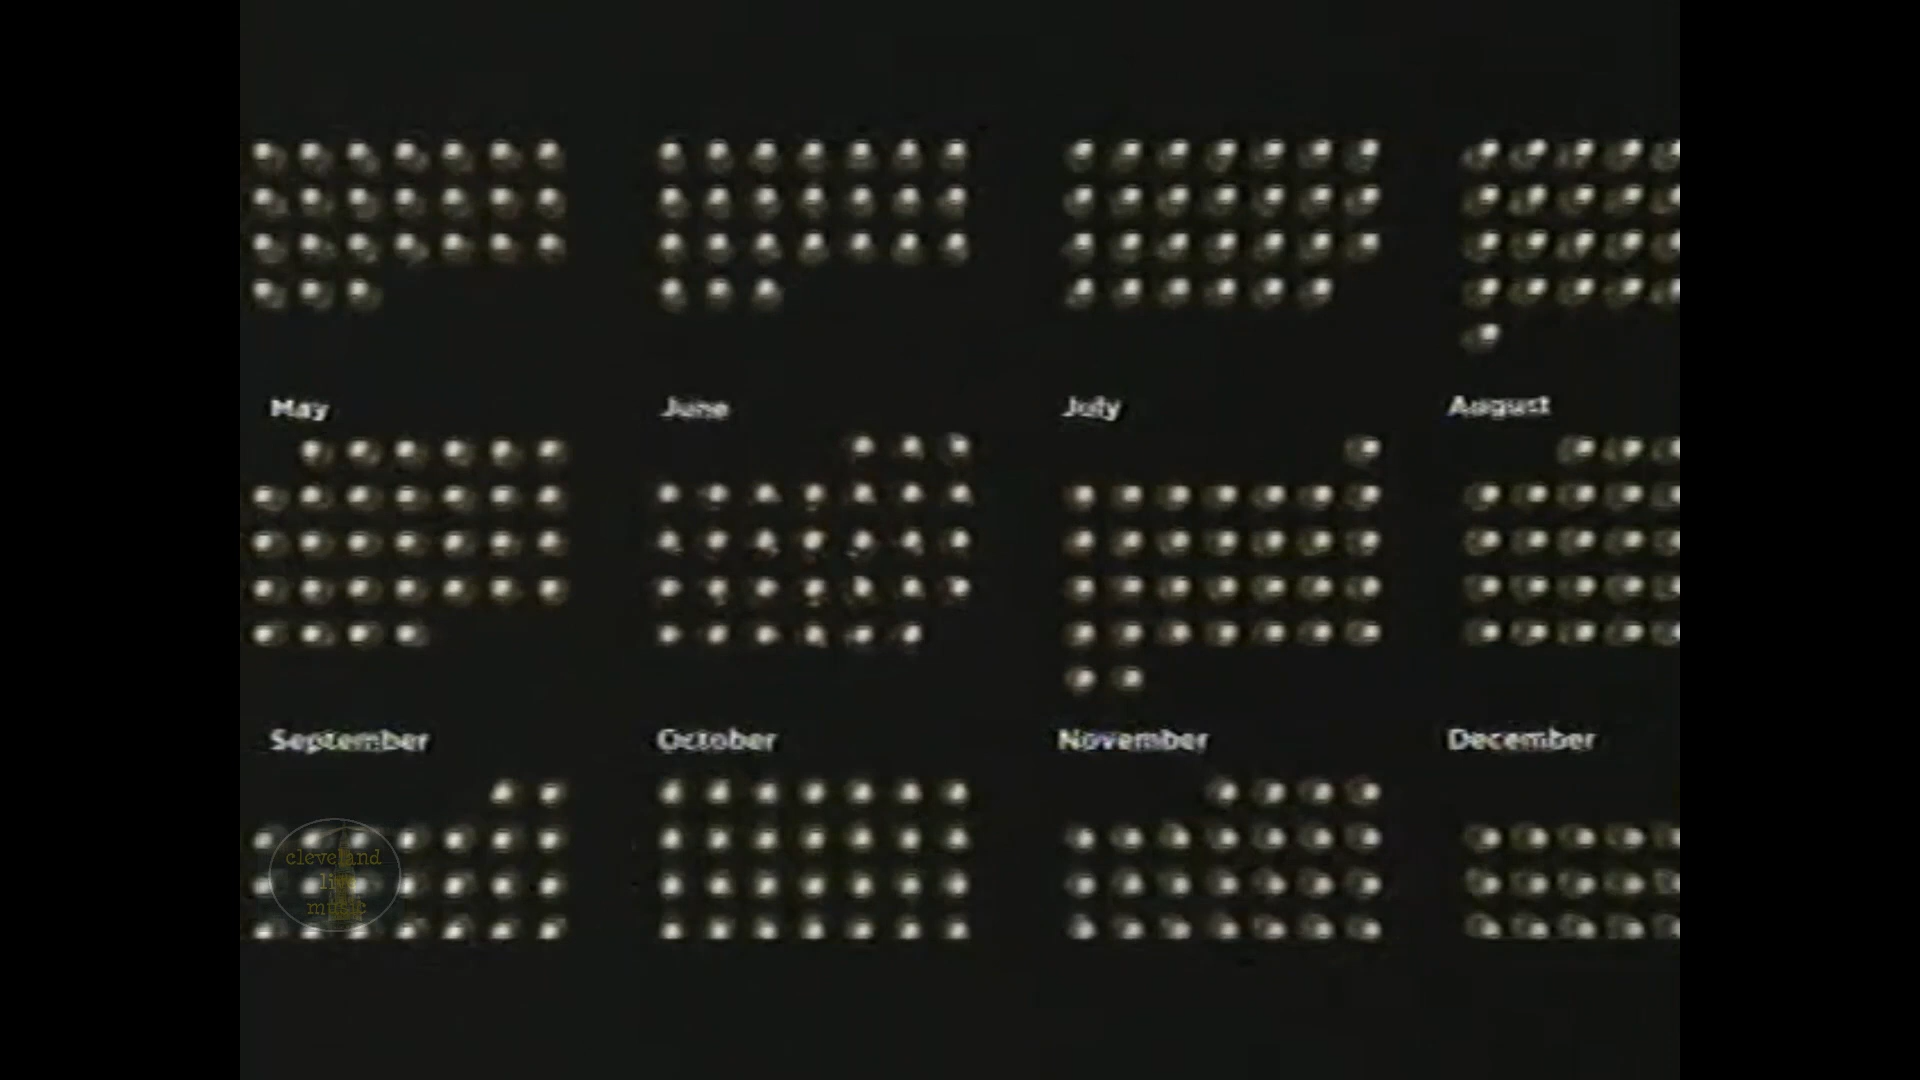 May June July August
September October November December
cleveland
live
music